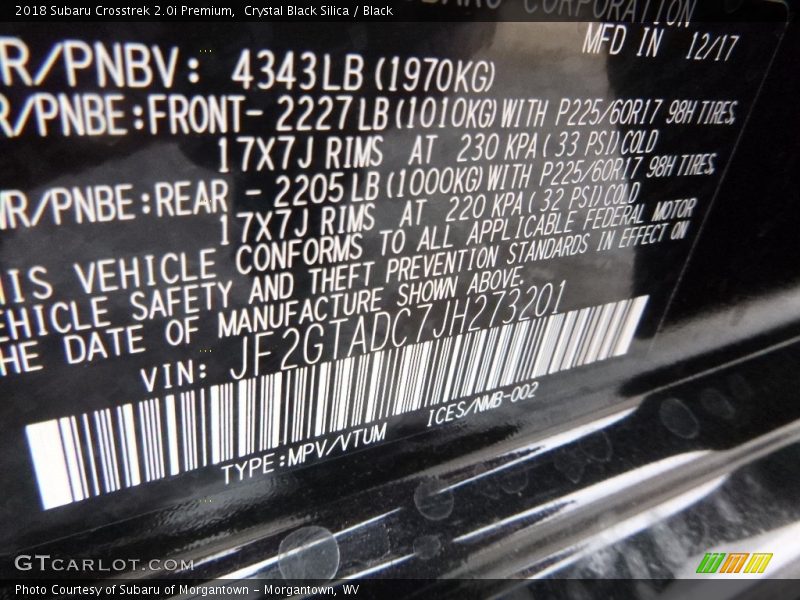 2018 Subaru Crosstrek 2.0i Premium,  Crystal Black Silica / Black
CORPORATION
MFD IN 12/17
R/PNBV: 4343LB(1970KG)
R/PNBE:FRONT- 2227LB(1010KG)WITH P225/60R17 98H TIRES,
17X7J RIMS AT 230 KPA(33 PSI)COLD
WR/PNBE:REAR - 2205LB(1000KG)WITH P225/60R17 98H TIRES,
17X7J RIMS AT 220 KPA(32 PSI)COLD
HIS VEHICLE CONFORMS TO ALL APPLICABLE FEDERAL MOTOR
EHICLE SAFETY AND THEFT PREVENTION STANDARDS IN EFFECT ON
HE DATE OF MANUFACTURE SHOWN ABOVE.
VIN: JF2GTADC7JH273201
TYPE:MPV/VTUM ICES/NMB-002
GTCARLOT.COM
Photo Courtesy of Subaru of Morgantown – Morgantown, WV